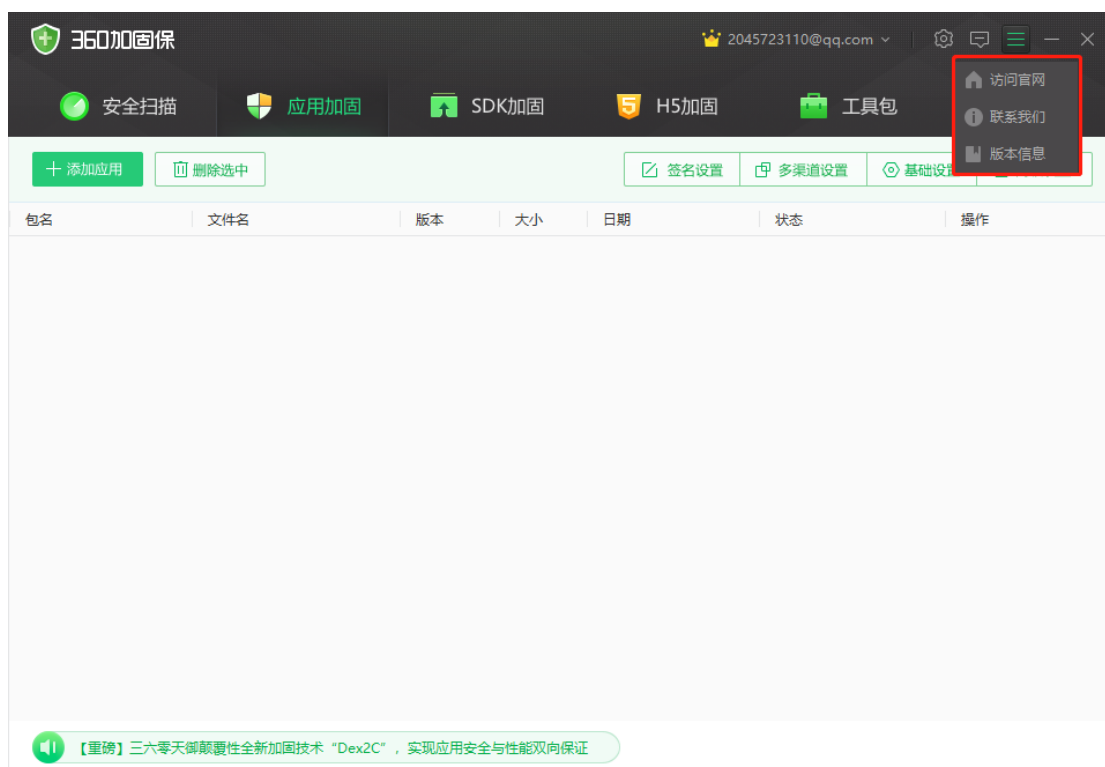 360加固保
2045723110@qq.com
访问官网
联系我们
版本信息
安全扫描
应用加固
SDK加固
H5加固
工具包
添加应用
删除选中
签名设置
多渠道设置
基础设
包名
文件名
版本
大小
日期
状态
操作
【重磅】三六零天御颠覆性全新加固技术“Dex2C”,实现应用安全与性能双向保证